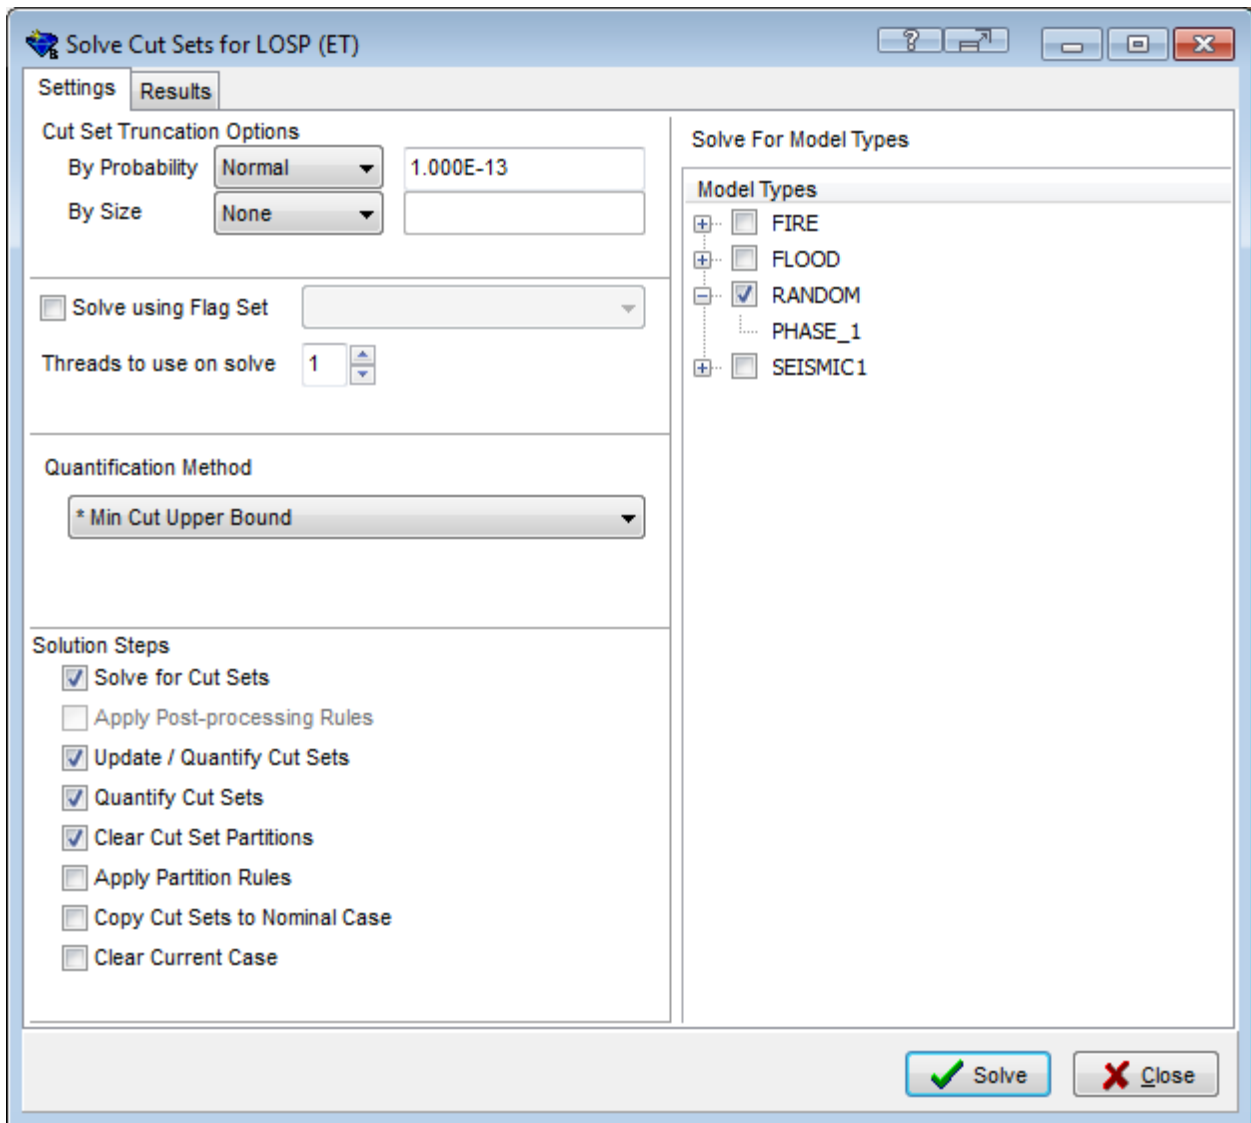 Solve Cut Sets for LOSP (ET)
?
Settings
Results
Cut Set Truncation Options
By Probability Normal 1.000E-13
By Size None
Solve using Flag Set
Threads to use on solve 1
Quantification Method
* Min Cut Upper Bound
Solution Steps
Solve for Cut Sets
Apply Post-processing Rules
Update / Quantify Cut Sets
Quantify Cut Sets
Clear Cut Set Partitions
Apply Partition Rules
Copy Cut Sets to Nominal Case
Clear Current Case
Solve For Model Types
Model Types
FIRE
FLOOD
RANDOM
PHASE_1
SEISMIC1
Solve
Close